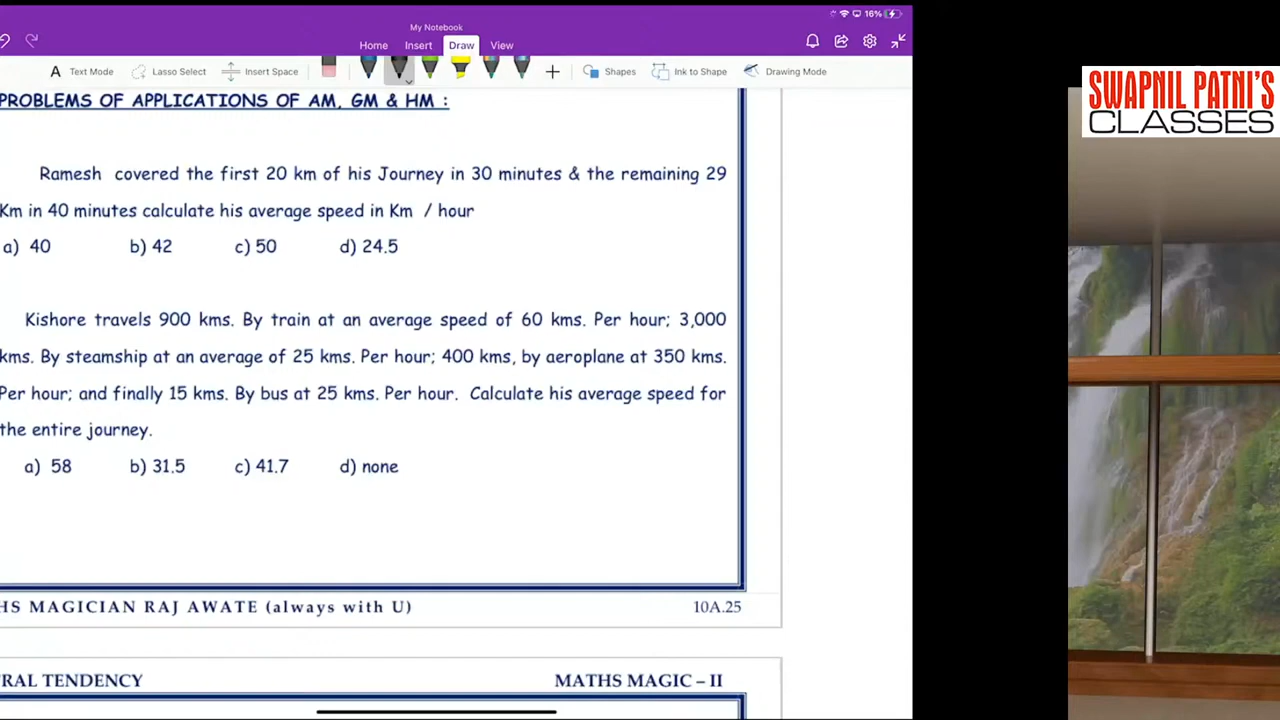 16%
My Notebook
Home Insert Draw View
A Text Mode Lasso Select Insert Space Shapes Ink to Shape Drawing Mode
SWAPNIL PATNI'S
CLASSES
PROBLEMS OF APPLICATIONS OF AM, GM & HM :
Ramesh covered the first 20 km of his Journey in 30 minutes & the remaining 29
Km in 40 minutes calculate his average speed in Km / hour
a) 40 b) 42 c) 50 d) 24.5
Kishore travels 900 kms. By train at an average speed of 60 kms. Per hour; 3,000
kms. By steamship at an average of 25 kms. Per hour; 400 kms, by aeroplane at 350 kms.
Per hour; and finally 15 kms. By bus at 25 kms. Per hour. Calculate his average speed for
the entire journey.
a) 58 b) 31.5 c) 41.7 d) none
HS MAGICIAN RAJ AWATE (always with U) 10A.25
RAL TENDENCY MATHS MAGIC – II